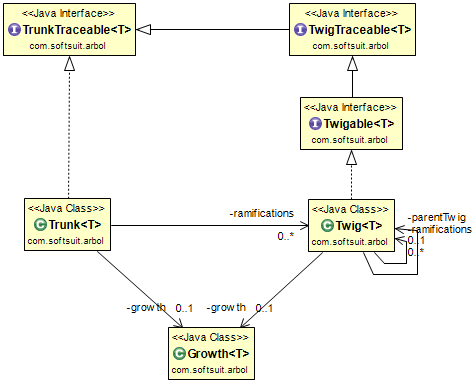 <<Java Interface>>
TrunkTraceable<T>
com.softsuit.arbol
<<Java Interface>>
TwigTraceable<T>
com.softsuit.arbol
<<Java Interface>>
Twigable<T>
com.softsuit.arbol
<<Java Class>>
Trunk<T>
com.softsuit.arbol
-ramifications
0..*
<<Java Class>>
Twig<T>
com.softsuit.arbol
-parentTwig
-ramifications
0..1
0..*
-growth 0..1
-growth 0..1
<<Java Class>>
Growth<T>
com.softsuit.arbol